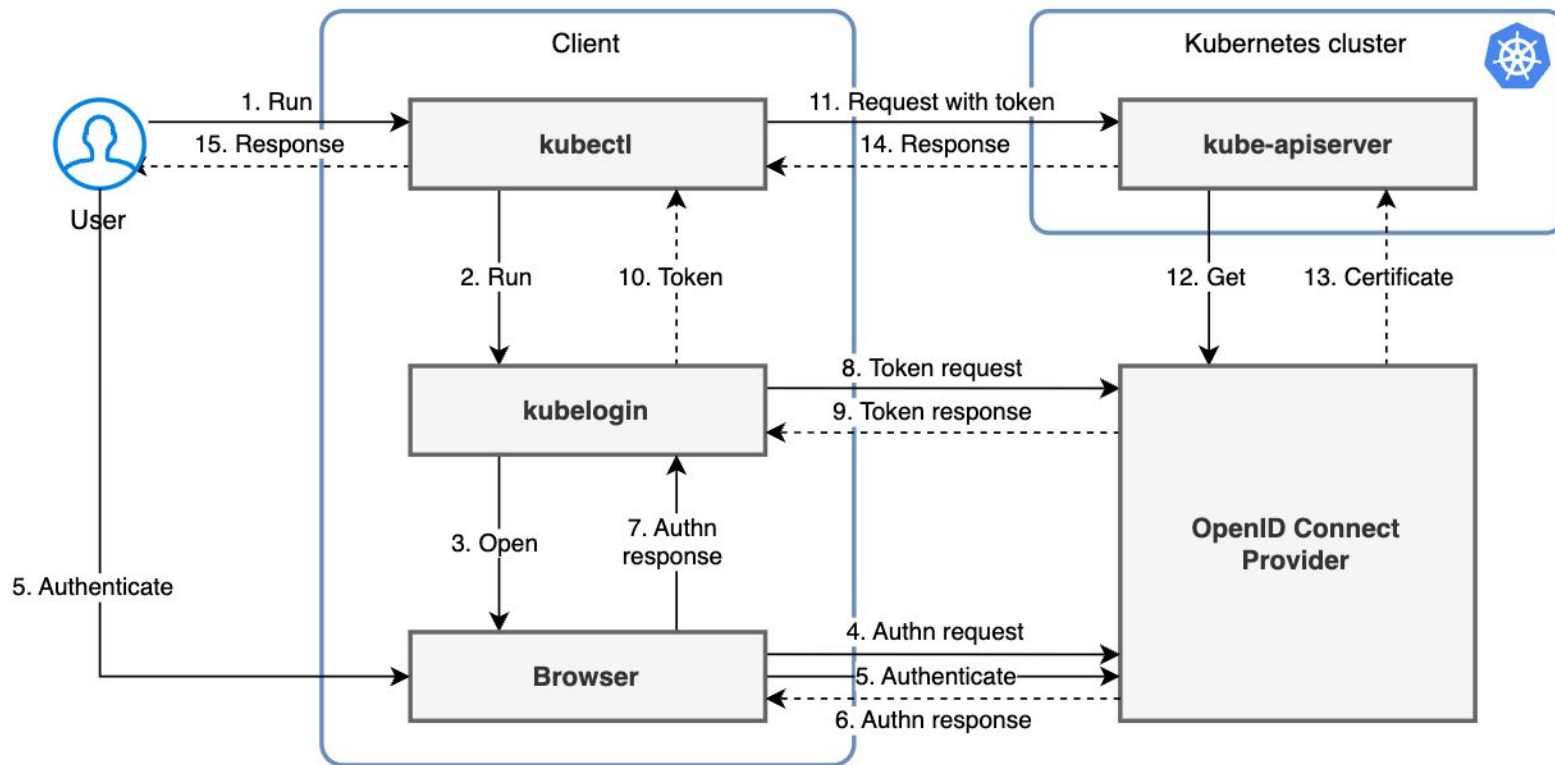 Client
Kubernetes cluster
1. Run
11. Request with token
kubectl
kube-apiserver
15. Response
14. Response
User
2. Run
10. Token
12. Get
13. Certificate
8. Token request
kubelogin
9. Token response
3. Open
7. Authn
response
OpenID Connect
Provider
5. Authenticate
4. Authn request
Browser
5. Authenticate
6. Authn response